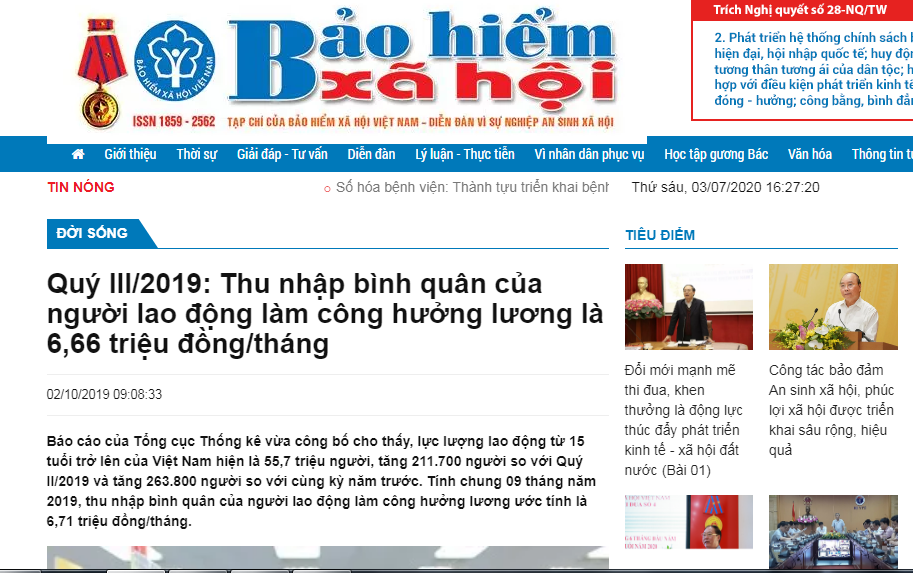 Trích Nghị quyết số 28-NQ/TW
2. Phát triển hệ thống chính sách
hiện đại, hội nhập quốc tế; huy
tương thân tương ái của dân tộc;
hợp với điều kiện phát triển kinh
đóng - hưởng; công bằng, bình
BẢO HIỂM XÃ HỘI VIỆT NAM
Bảo hiểm
xã hội
ISSN 1859 - 2562
TẠP CHÍ CỦA BẢO HIỂM XÃ HỘI VIỆT NAM – DIỄN ĐÀN VÌ SỰ NGHIỆP AN SINH XÃ HỘI
Giới thiệu Thời sự Giải đáp - Tư vấn Diễn đàn Lý luận - Thực tiễn Vì nhân dân phục vụ Học tập gương Bác Văn hóa Thông tin
TIN NÓNG
Số hóa bệnh viện: Thành tựu triển khai bệnh
Thứ sáu, 03/07/2020 16:27:20
ĐỜI SỐNG
Quý III/2019: Thu nhập bình quân của
người lao động làm công hưởng lương là
6,66 triệu đồng/tháng
02/10/2019 09:08:33
Báo cáo của Tổng cục Thống kê vừa công bố cho thấy, lực lượng lao động từ 15
tuổi trở lên của Việt Nam hiện là 55,7 triệu người, tăng 211.700 người so với Quý
II/2019 và tăng 263.800 người so với cùng kỳ năm trước. Tính chung 09 tháng năm
2019, thu nhập bình quân của người lao động làm công hưởng lương ước tính là
6,71 triệu đồng/tháng.
TIÊU ĐIỂM
Đổi mới mạnh mẽ
thi đua, khen
thưởng là động lực
thúc đẩy phát triển
kinh tế - xã hội đất
nước (Bài 01)
Công tác bảo đảm
An sinh xã hội, phúc
lợi xã hội được triển
khai sâu rộng, hiệu
quả